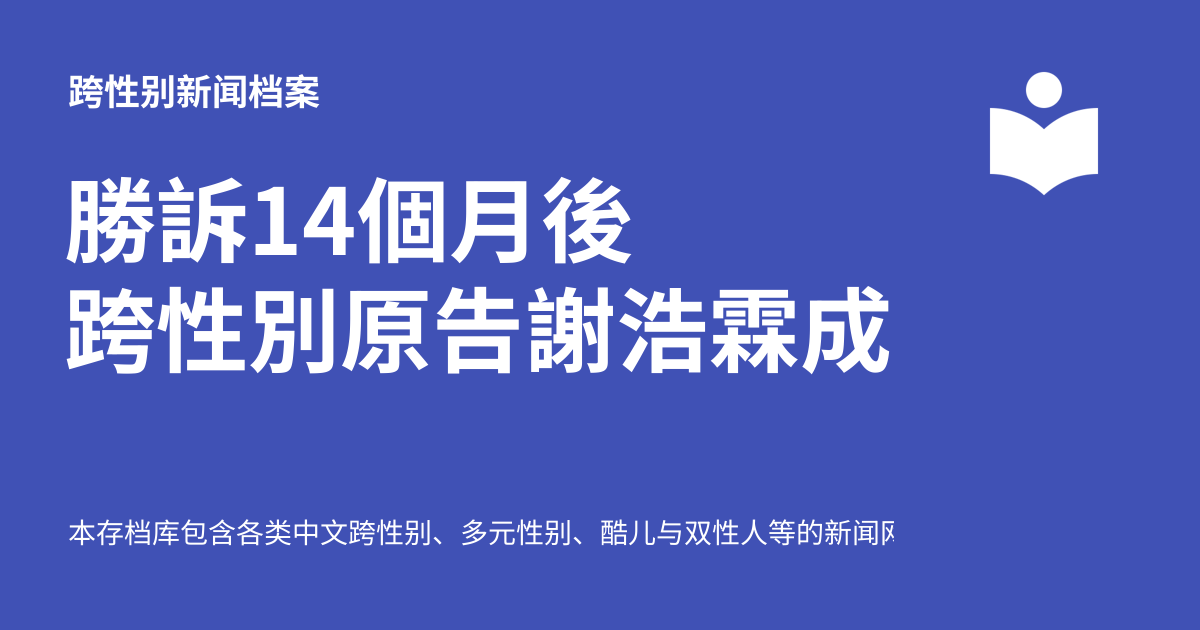 跨性别新闻档案
勝訴14個月後
跨性別原告謝浩霖成
本存档库包含各类中文跨性别、多元性别、酷儿与双性人等的新闻